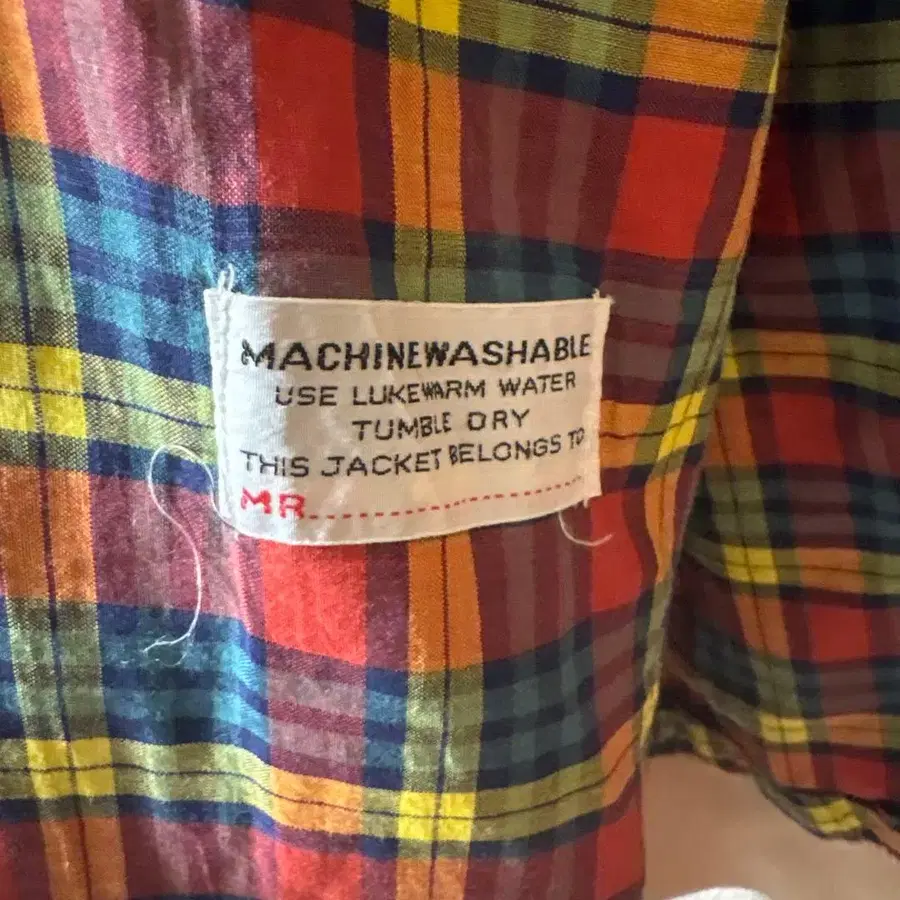 MACHINEWASHABLE
USE LUKEWARM WATER
TUMBLE DRY
THIS JACKET BELONGS TO
MR..............................